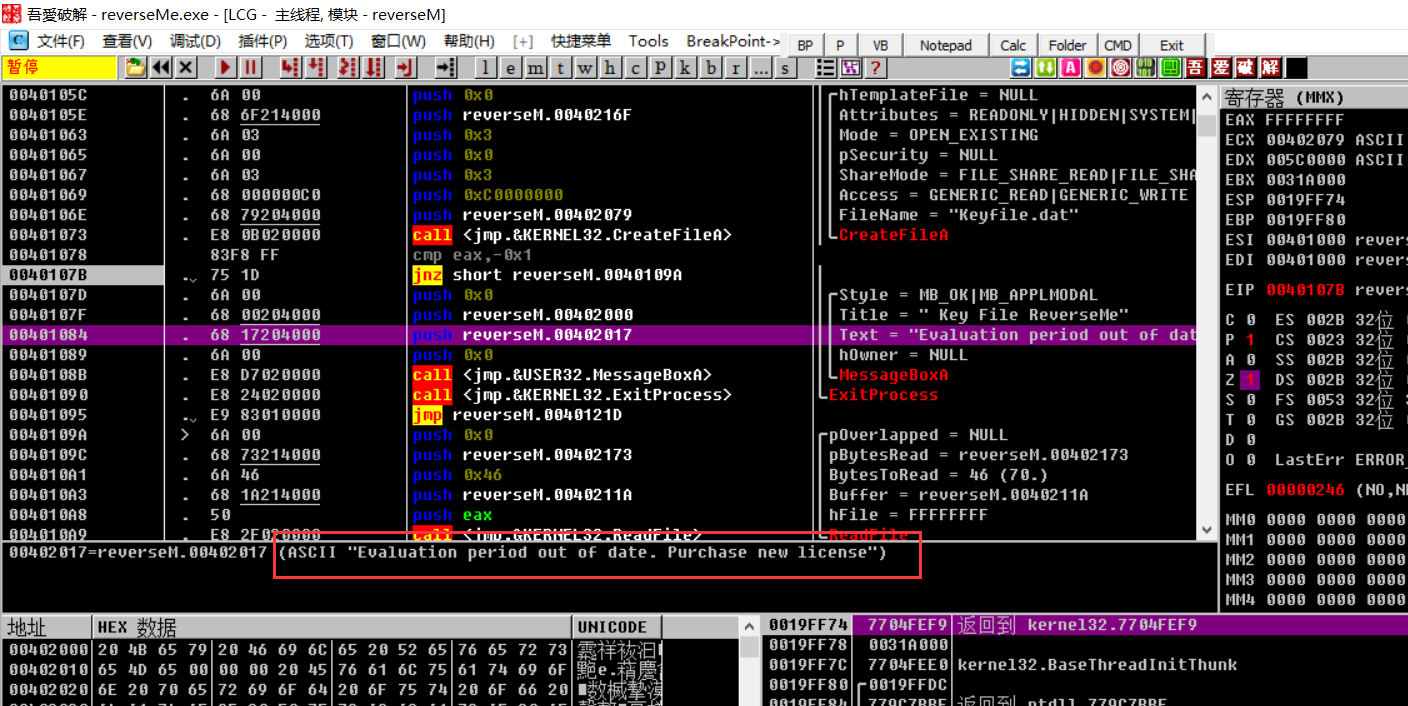 吾愛破解 - reverseMe.exe - [LCG - 主线程, 模块 - reverseM]
C 文件(F) 查看(V) 调试(D) 插件(P) 选项(T) 窗口(W) 帮助(H) [+] 快捷菜单 Tools BreakPoint-> BP P VB Notepad Calc Folder CMD Exit
暂停 l e m t w h c p k b r ... s ? 吾 爱 破 解
0040105C . 6A 00 push 0x0 hTemplateFile = NULL
0040105E . 68 6F214000 push reverseM.0040216F Attributes = READONLY|HIDDEN|SYSTEM|
00401063 . 6A 03 push 0x3 Mode = OPEN_EXISTING
00401065 . 6A 00 push 0x0 pSecurity = NULL
00401067 . 6A 03 push 0x3 ShareMode = FILE_SHARE_READ|FILE_SHA
00401069 . 68 000000C0 push 0xC0000000 Access = GENERIC_READ|GENERIC_WRITE
0040106E . 68 79204000 push reverseM.00402079 FileName = "Keyfile.dat"
00401073 . E8 0B020000 call <jmp.&KERNEL32.CreateFileA> CreateFileA
00401078 83F8 FF cmp eax,-0x1
0040107B . 75 1D jnz short reverseM.0040109A
0040107D . 6A 00 push 0x0 Style = MB_OK|MB_APPLMODAL
0040107F . 68 00204000 push reverseM.00402000 Title = " Key File ReverseMe"
00401084 . 68 17204000 push reverseM.00402017 Text = "Evaluation period out of dat
00401089 . 6A 00 push 0x0 hOwner = NULL
0040108B . E8 D7020000 call <jmp.&USER32.MessageBoxA> MessageBoxA
00401090 . E8 24020000 call <jmp.&KERNEL32.ExitProcess> ExitProcess
00401095 . E9 83010000 jmp reverseM.0040121D
0040109A > 6A 00 push 0x0 pOverlapped = NULL
0040109C . 68 73214000 push reverseM.00402173 pBytesRead = reverseM.00402173
004010A1 . 6A 46 push 0x46 BytesToRead = 46 (70.)
004010A3 . 68 1A214000 push reverseM.0040211A Buffer = reverseM.0040211A
004010A8 . 50 push eax hFile = FFFFFFFF
004010A9 . E8 2F020000 call <jmp.&KERNEL32.ReadFile> ReadFile
00402017=reverseM.00402017 (ASCII "Evaluation period out of date. Purchase new license")
寄存器 (MMX)
EAX FFFFFFFF
ECX 00402079 ASCII
EDX 005C0000 ASCII
EBX 0031A000
ESP 0019FF74
EBP 0019FF80
ESI 00401000 rever
EDI 00401000 rever
EIP 0040107B rever
C 0 ES 002B 32位
P 1 CS 0023 32位
A 0 SS 002B 32位
Z 1 DS 002B 32位
S 0 FS 0053 32位
T 0 GS 002B 32位
D 0
O 0 LastErr ERROR_
EFL 00000246 (NO,N
MM0 0000 0000 0000
MM1 0000 0000 0000
MM2 0000 0000 0000
MM3 0000 0000 0000
MM4 0000 0000 0000
地址 HEX 数据 UNICODE
00402000 20 4B 65 79 20 46 69 6C 65 20 52 65 76 65 72 73
00402010 65 4D 65 00 00 00 20 45 76 61 6C 75 61 74 69 6F
00402020 6E 20 70 65 72 69 6F 64 20 6F 75 74 20 6F 66 20
0019FF74 7704FEF9 返回到 kernel32.7704FEF9
0019FF78 0031A000
0019FF7C 7704FEE0 kernel32.BaseThreadInitThunk
0019FF80 0019FFDC
0019FF84 779C7BBE 返回到 ntdll.779C7BBE